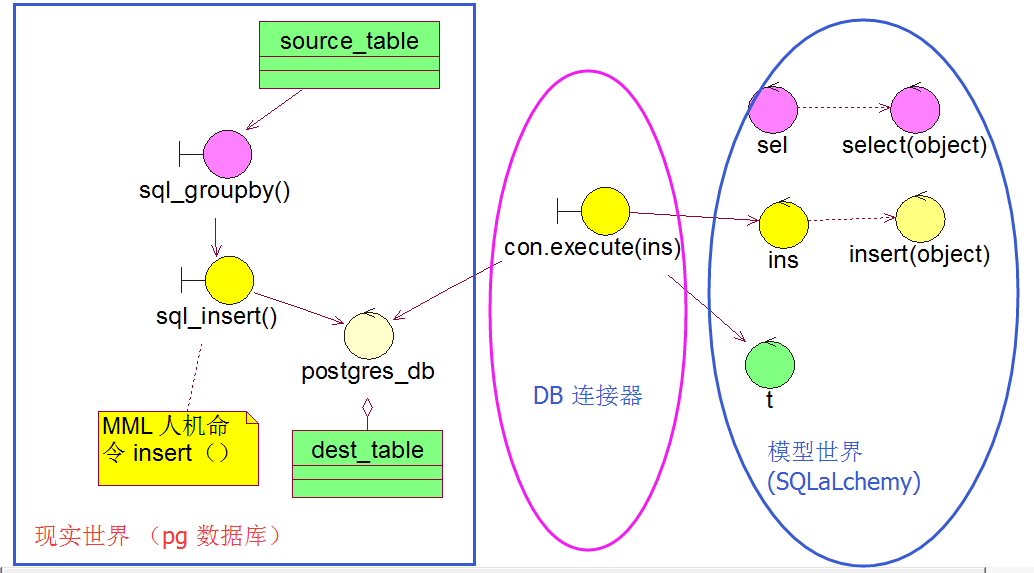 source_table
sql_groupby()
sql_insert()
postgres_db
MML 人机命
令 insert（）
dest_table
现实世界 （pg 数据库）
con.execute(ins)
DB 连接器
sel
select(object)
ins
insert(object)
t
模型世界
(SQLaLchemy)